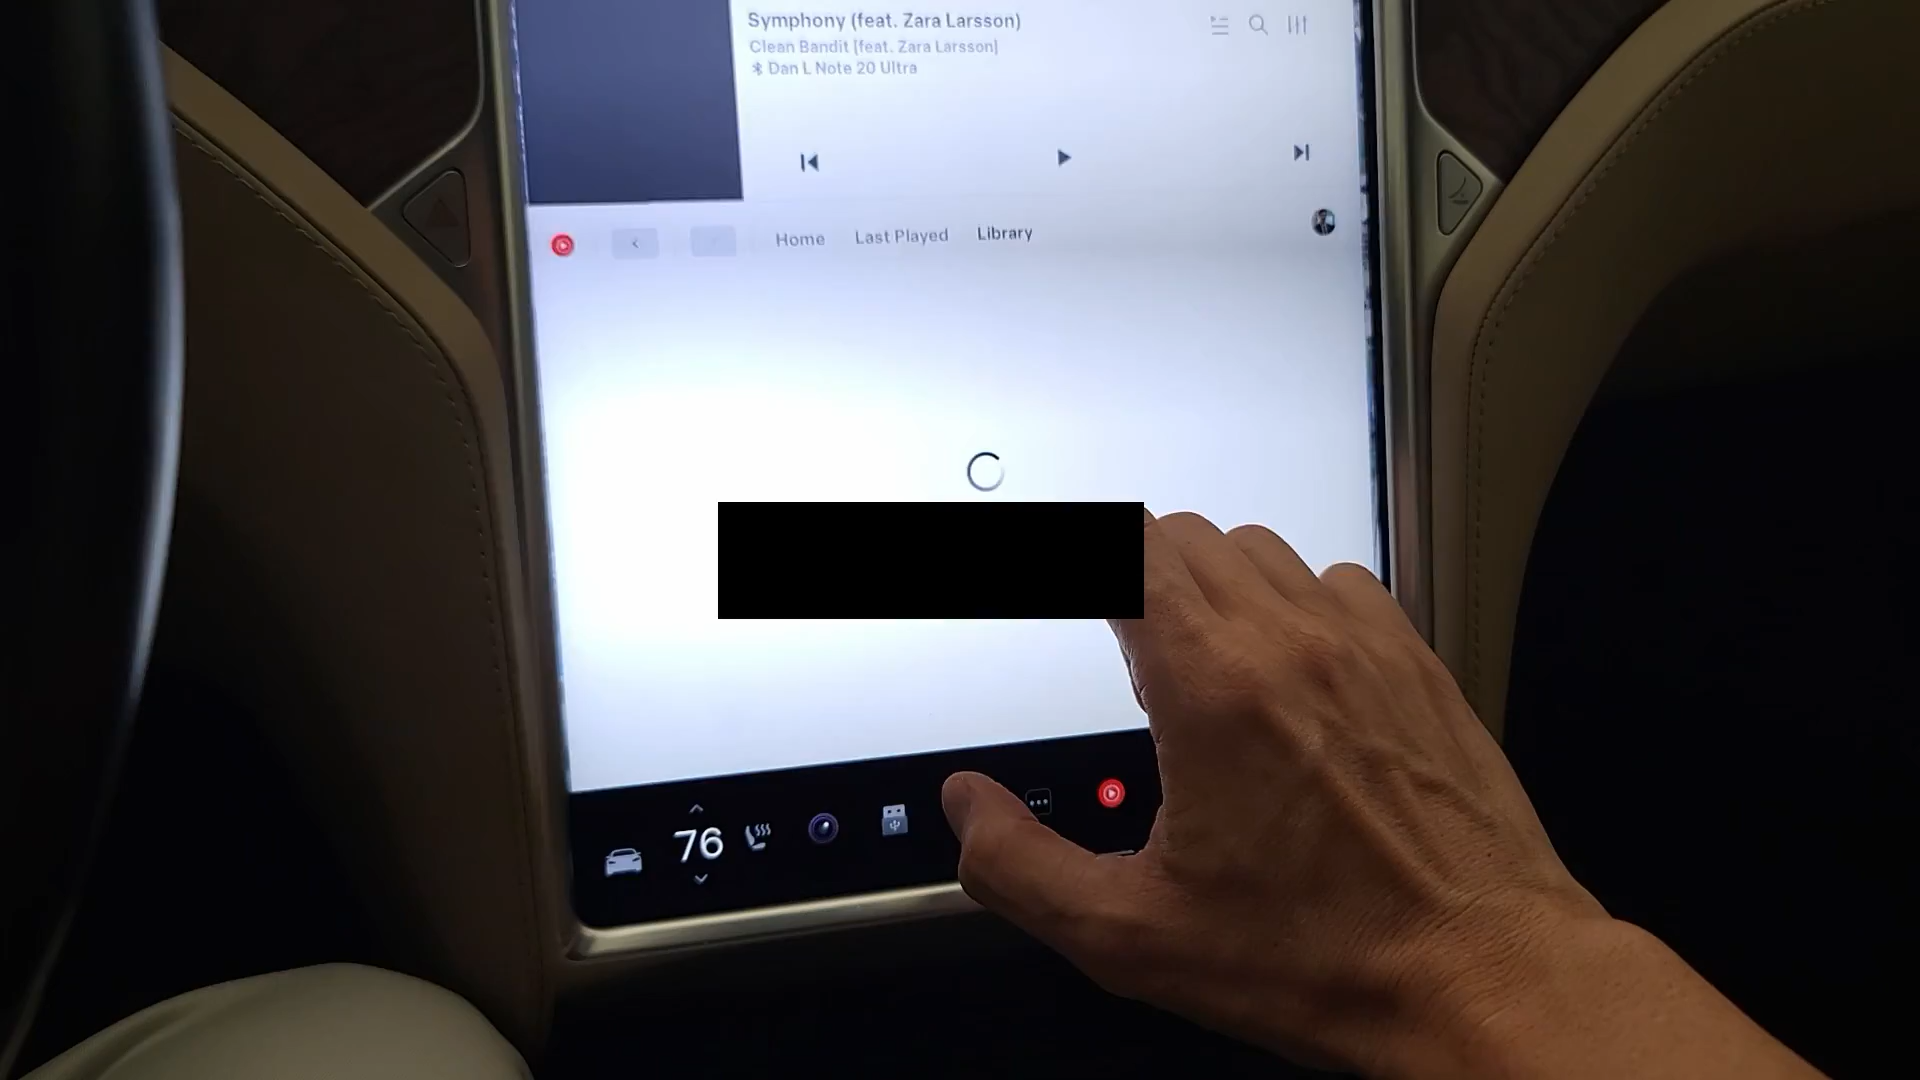 Symphony (feat. Zara Larsson)
Clean Bandit [feat. Zara Larsson]
Dan L Note 20 Ultra
Home
Last Played
Library
76